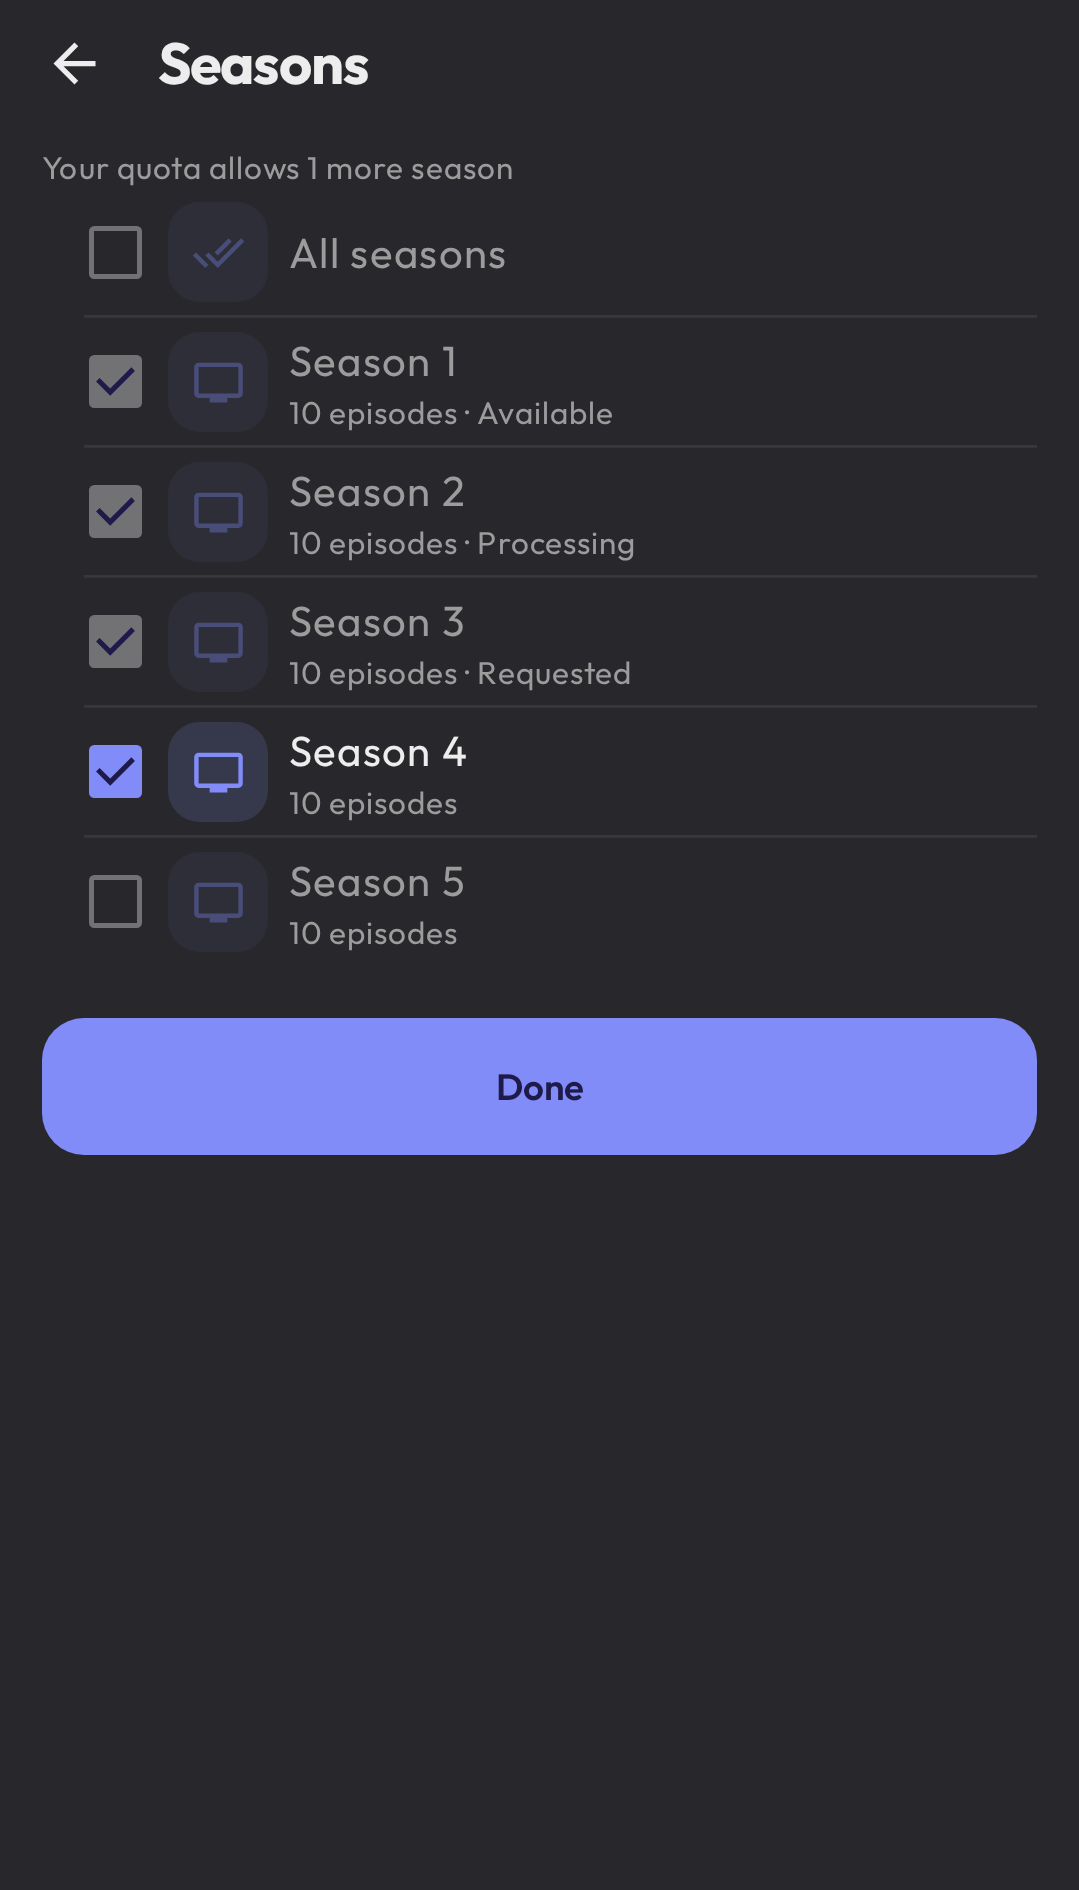 Seasons
Your quota allows 1 more season
All seasons
Season 1
10 episodes · Available
Season 2
10 episodes · Processing
Season 3
10 episodes · Requested
Season 4
10 episodes
Season 5
10 episodes
Done